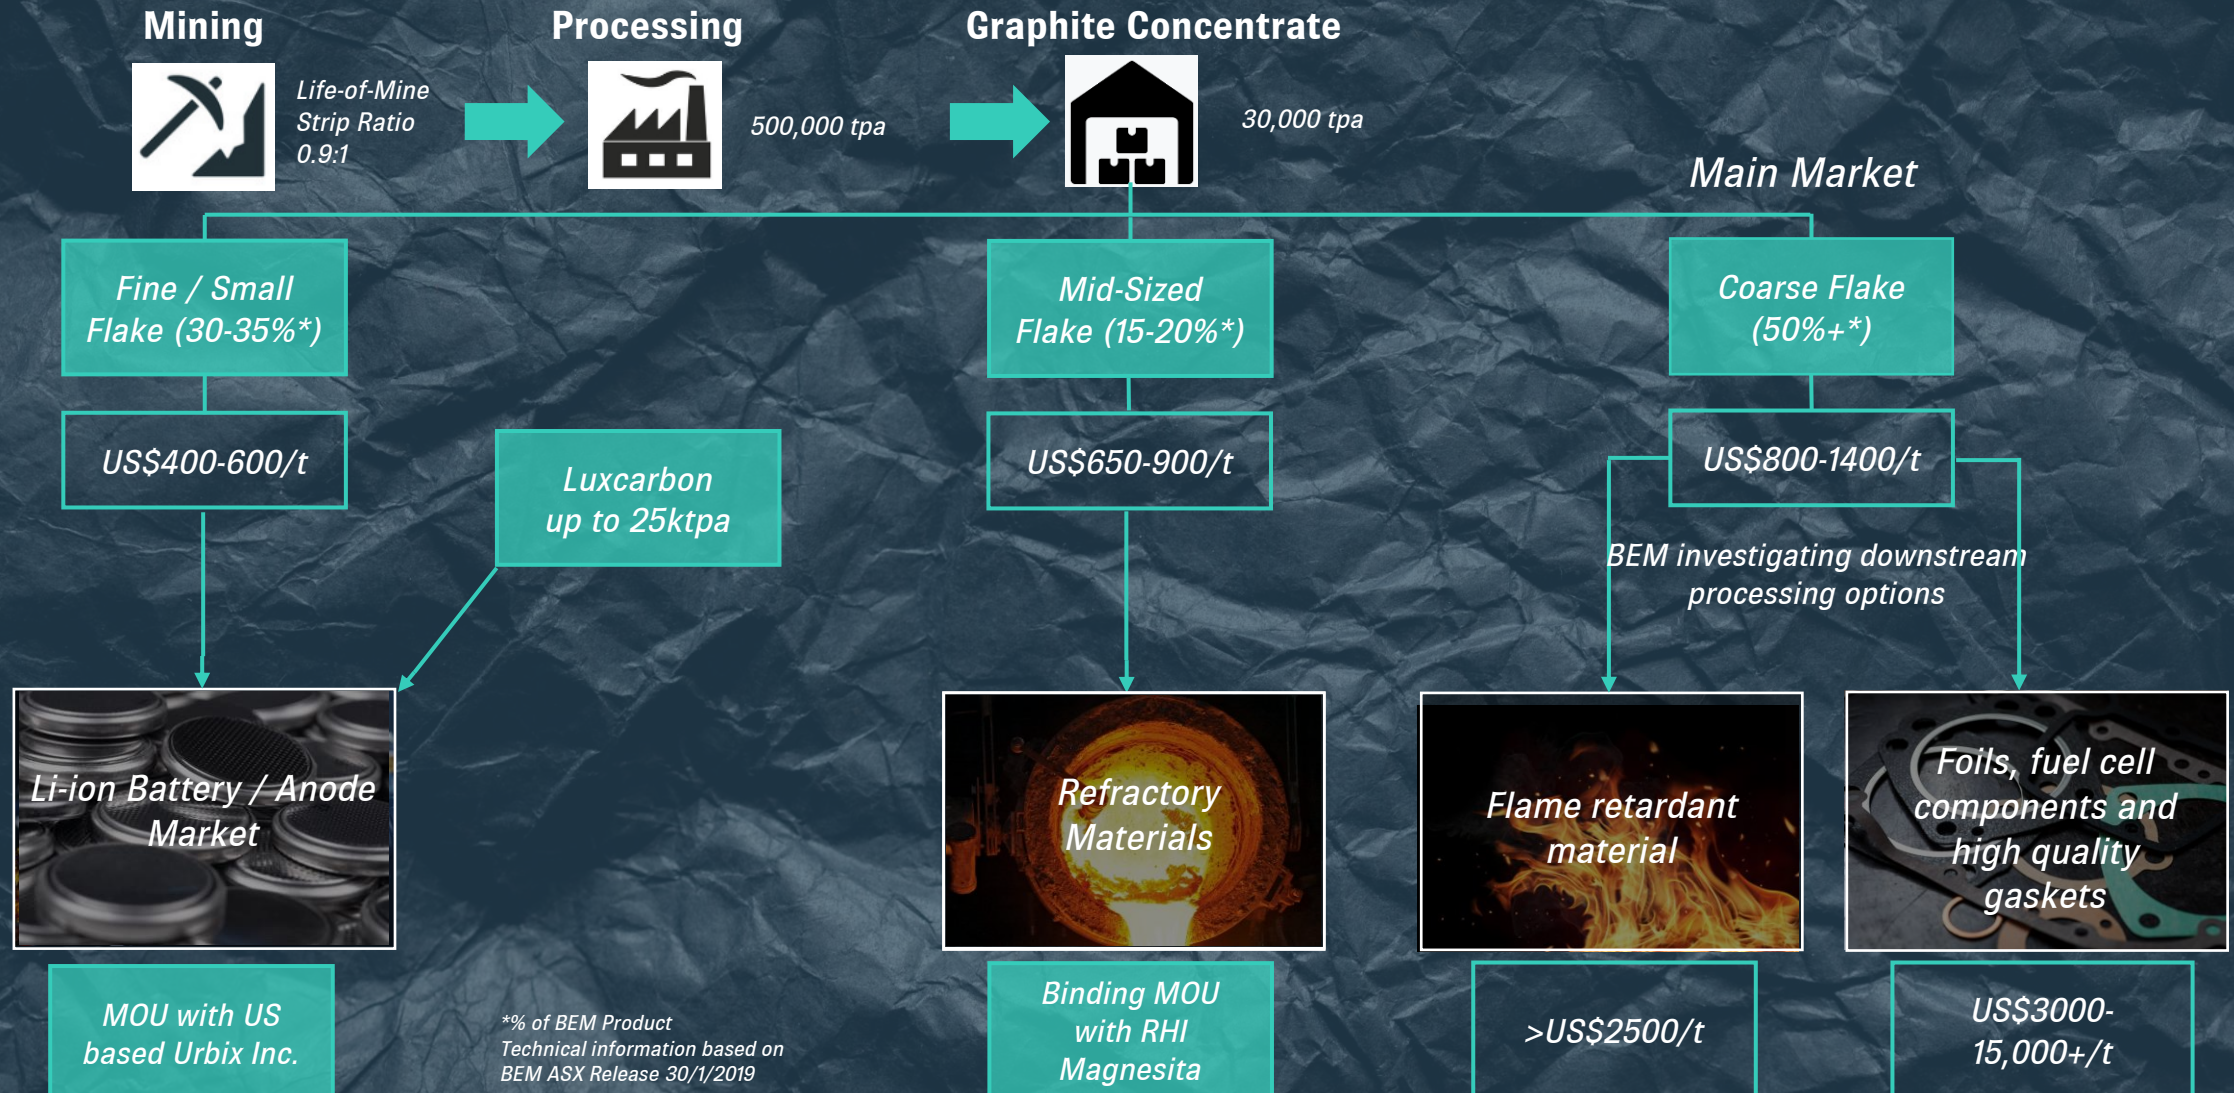 Mining
Processing
Graphite Concentrate
Life-of-Mine
Strip Ratio
0.9:1
500,000 tpa
30,000 tpa
Main Market
Fine / Small
Flake (30-35%*)
Mid-Sized
Flake (15-20%*)
Coarse Flake
(50%+*)
US$400-600/t
Luxcarbon
up to 25ktpa
US$650-900/t
US$800-1400/t
BEM investigating downstream
processing options
Li-ion Battery / Anode
Market
Refractory
Materials
Flame retardant
material
Foils, fuel cell
components and
high quality
gaskets
MOU with US
based Urbix Inc.
*% of BEM Product
Technical information based on
BEM ASX Release 30/1/2019
Binding MOU
with RHI
Magnesita
>US$2500/t
US$3000-
15,000+/t